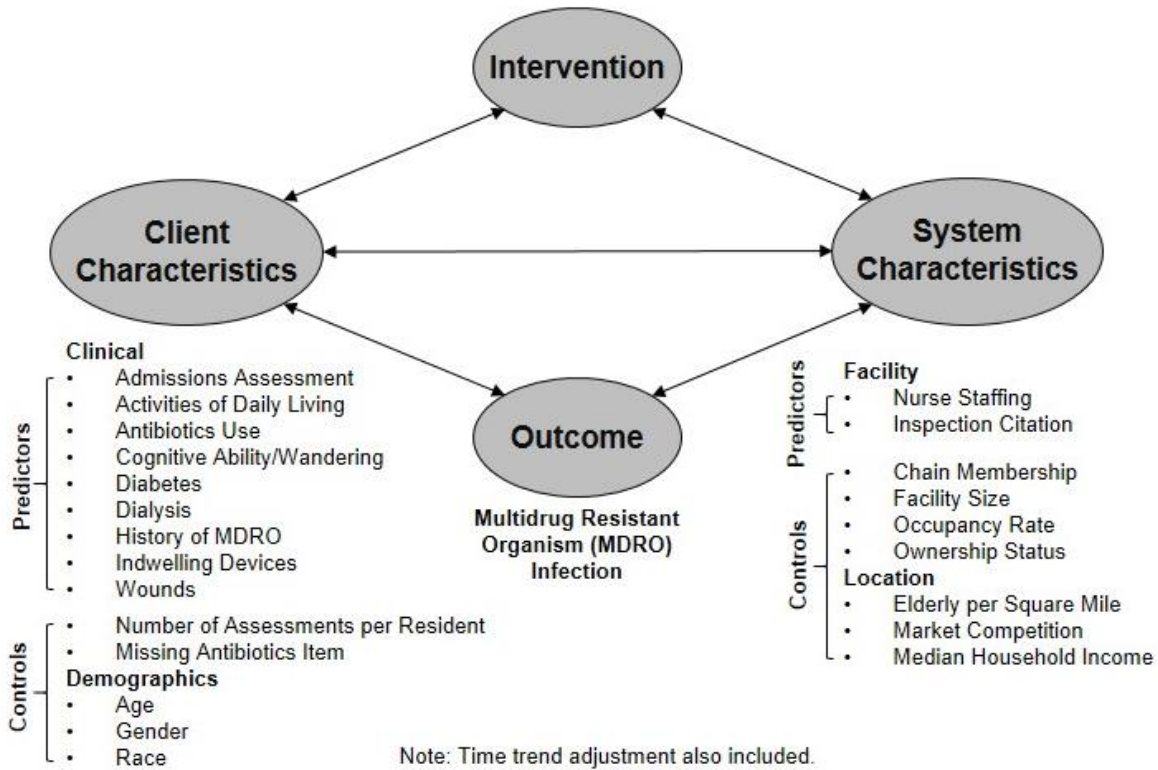 Intervention
Client
Characteristics
System
Characteristics
Outcome
Multidrug Resistant
Organism (MDRO)
Infection
Predictors
Clinical
• Admissions Assessment
• Activities of Daily Living
• Antibiotics Use
• Cognitive Ability/Wandering
• Diabetes
• Dialysis
• History of MDRO
• Indwelling Devices
• Wounds
Controls
• Number of Assessments per Resident
• Missing Antibiotics Item
Demographics
• Age
• Gender
• Race
Predictors
Facility
• Nurse Staffing
• Inspection Citation
Controls
• Chain Membership
• Facility Size
• Occupancy Rate
• Ownership Status
Location
• Elderly per Square Mile
• Market Competition
• Median Household Income
Note: Time trend adjustment also included.